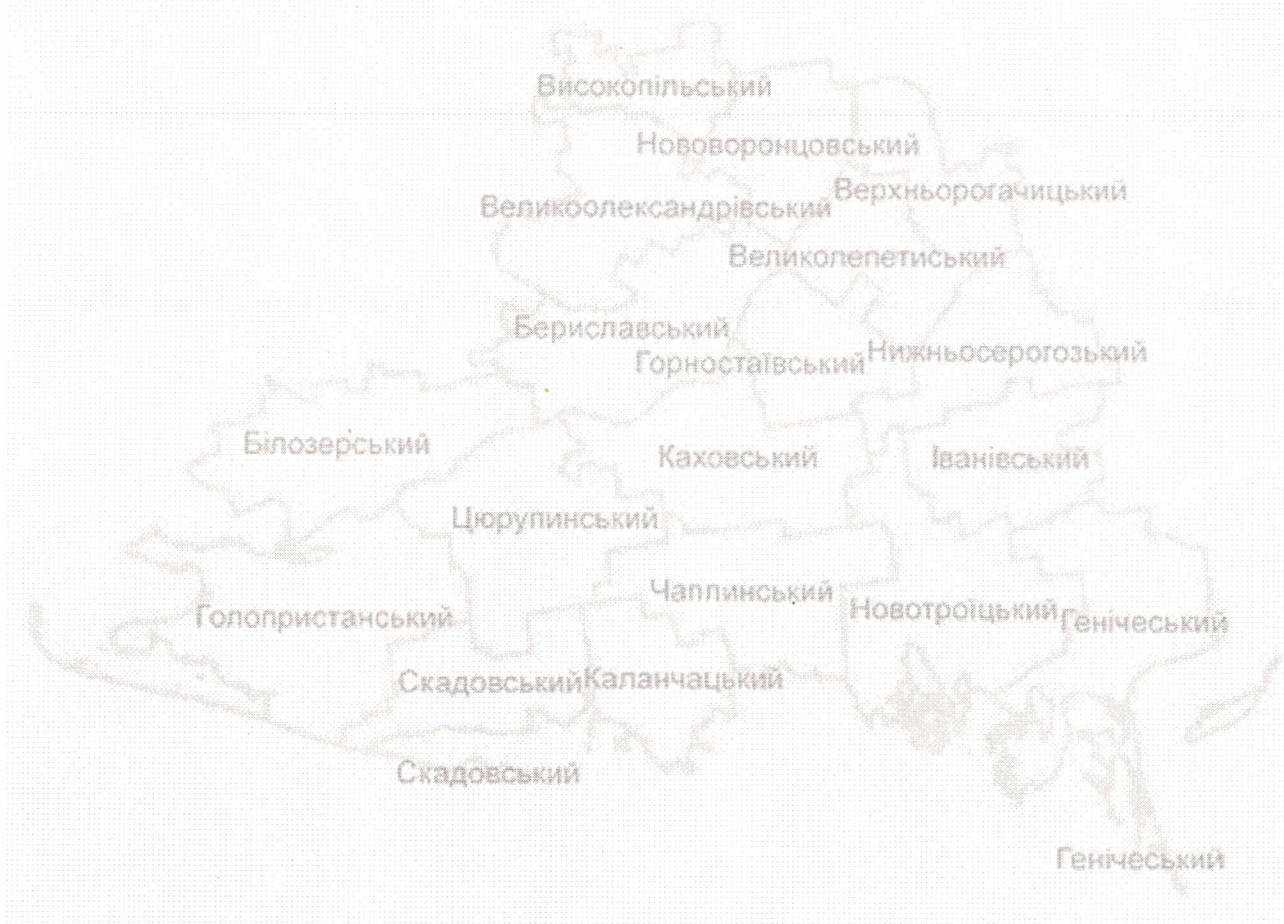 Високопільський
Нововоронцовський
Верхньорогачицький
Великоолександрівський
Великолепетиський
Бериславський
Горностаївський
Нижньосерогозький
Білозерський
Каховський
Іванівський
Цюрупинський
Чаплинський
Новотроїцький
Генічеський
Голопристанський
Скадовський
Каланчацький
Скадовський
Генічеський